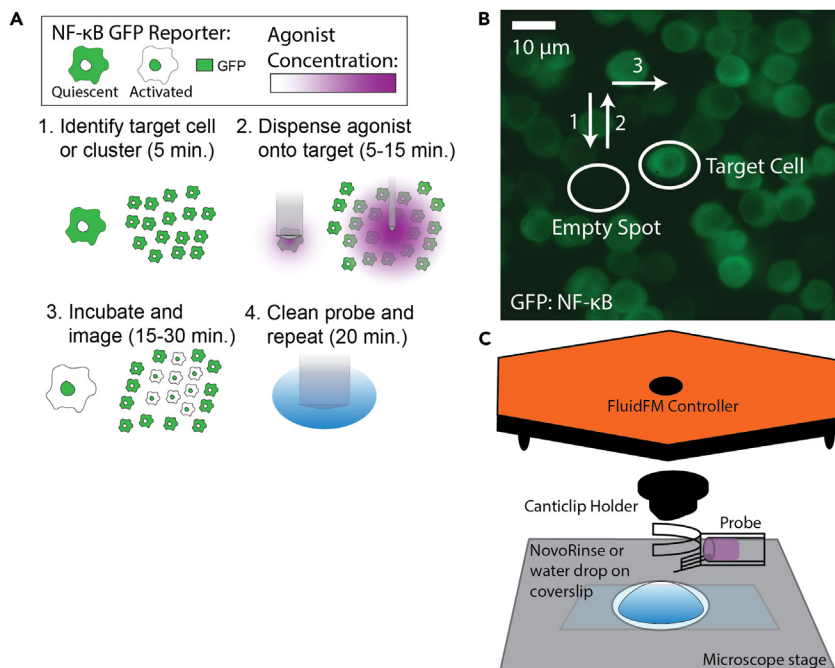 A
NF-κB GFP Reporter:
Quiescent
Activated
GFP
Agonist
Concentration:
1. Identify target cell
or cluster (5 min.)
2. Dispense agonist
onto target (5-15 min.)
3. Incubate and
image (15-30 min.)
4. Clean probe and
repeat (20 min.)
B
10 μm
3
1
2
Target Cell
Empty Spot
GFP: NF-κB
C
FluidFM Controller
Canticlip Holder
Probe
NovoRinse or
water drop on
coverslip
Microscope stage